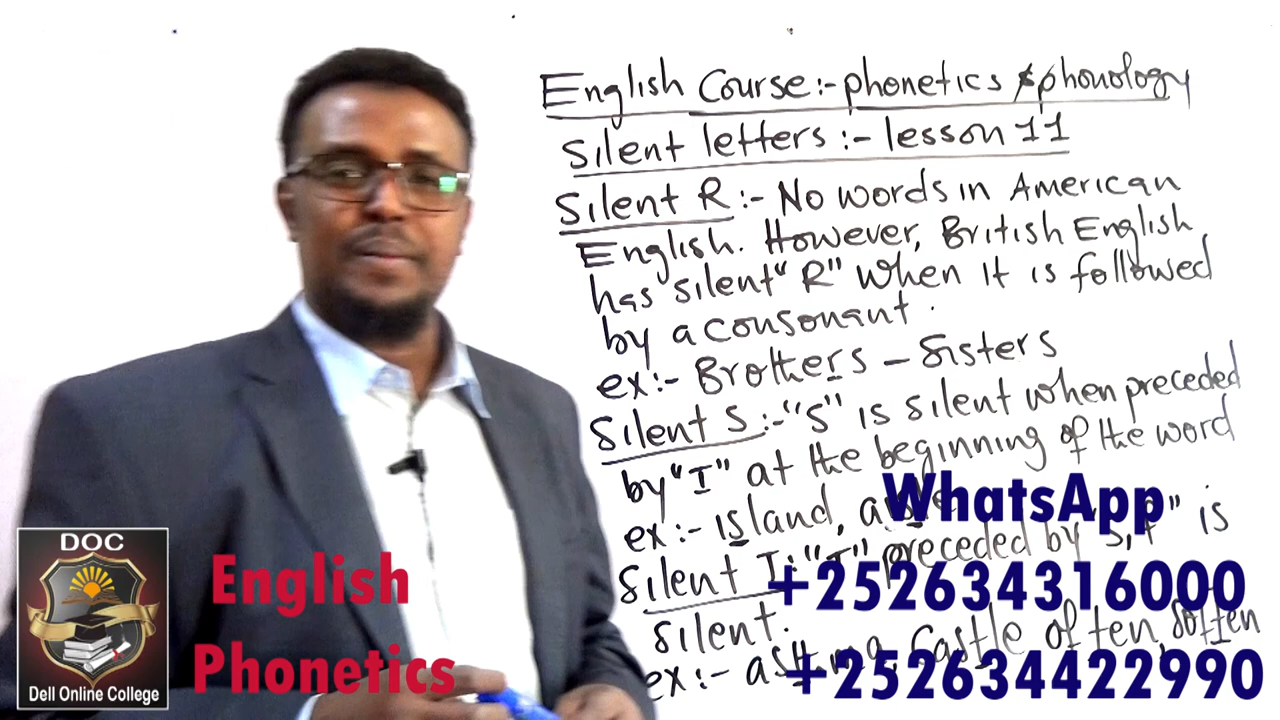 English Course:- phonetics & phonology
Silent letters :- lesson 11
Silent R :- No words in American
English. However, British English
has silent "R" when it is followed
by a consonant.
ex:- Brothers - Sisters
Silent S :- "S" is silent when preceded
by "I" at the beginning of the word
ex:- island,
Silent preceded by is
silent.
ex:- asthma, castle often, soften
WhatsApp
+252634316000
+252634422990
DOC
Dell Online College
English
Phonetics